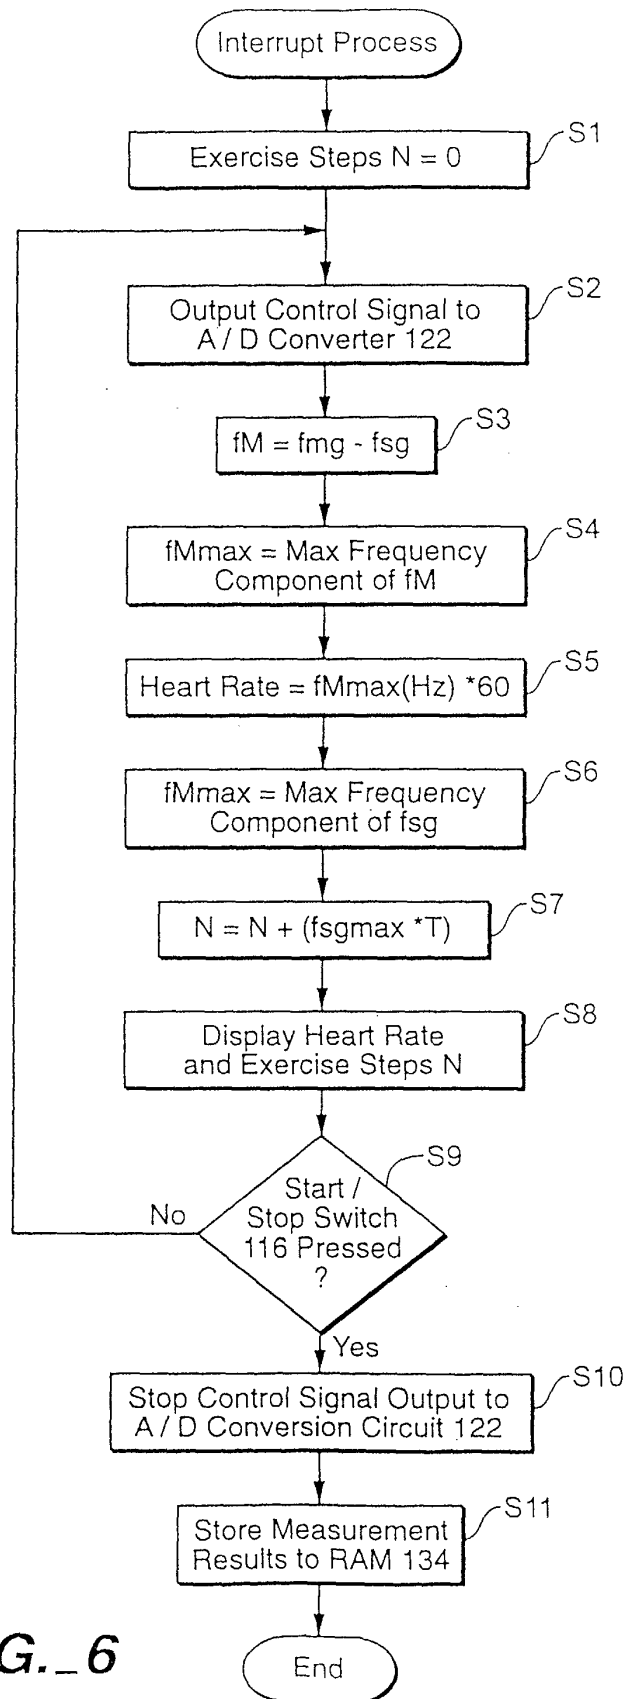 Interrupt Process
S1
Exercise Steps N = 0
S2
Output Control Signal to
A / D Converter 122
S3
fM = fmg - fsg
S4
fMmax = Max Frequency
Component of fM
S5
Heart Rate = fMmax(Hz) *60
S6
fMmax = Max Frequency
Component of fsg
S7
N = N + (fsgmax *T)
S8
Display Heart Rate
and Exercise Steps N
S9
Start /
Stop Switch
116 Pressed
?
No
Yes
S10
Stop Control Signal Output to
A / D Conversion Circuit 122
S11
Store Measurement
Results to RAM 134
G._6
End